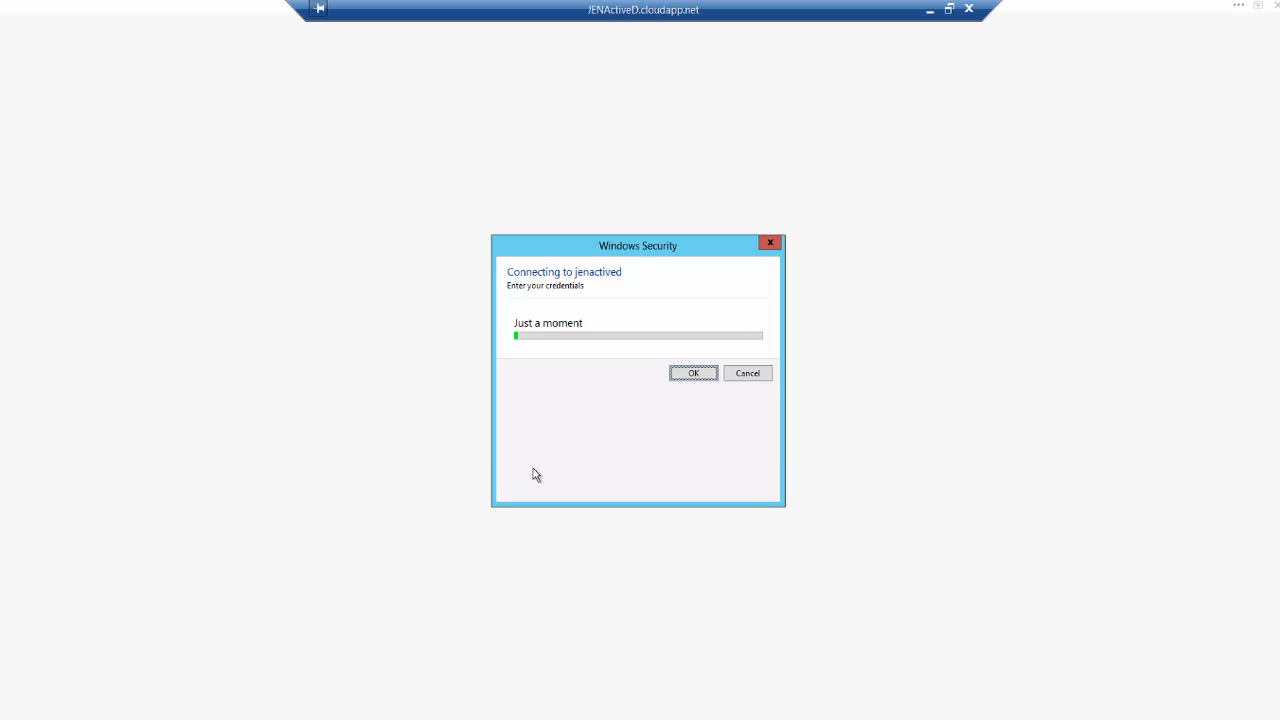 JENActiveD.cloudapp.net
Windows Security
Connecting to jenactived
Enter your credentials
Just a moment
OK
Cancel